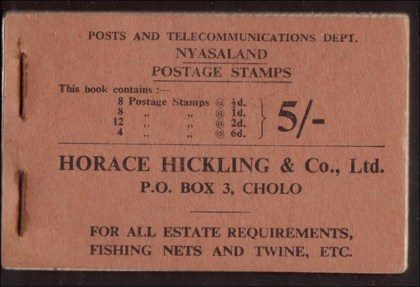 POSTS AND TELECOMMUNICATIONS DEPT.
NYASALAND
POSTAGE STAMPS
This book contains :—
8 Postage Stamps @ ½d.
8 „ „ @ 1d.
12 „ „ @ 2d.
4 „ „ @ 6d.
5/-
HORACE HICKLING & Co., Ltd.
P.O. BOX 3, CHOLO
FOR ALL ESTATE REQUIREMENTS,
FISHING NETS AND TWINE, ETC.